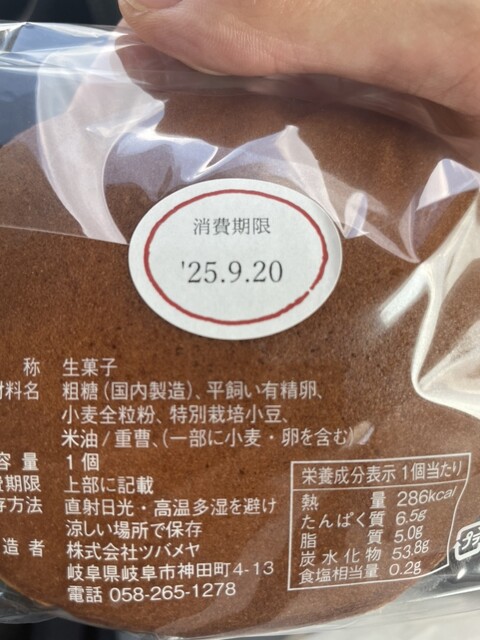 消費期限
'25.9.20
称 生菓子
材料名 粗糖(国内製造)、平飼い有精卵、
小麦全粒粉、特別栽培小豆、
米油/重曹、(一部に小麦・卵を含む)
容量 1個
費期限 上部に記載
存方法 直射日光・高温多湿を避け
涼しい場所で保存
造者 株式会社ツバメヤ
岐阜県岐阜市神田町4-13
電話 058-265-1278
栄養成分表示 1個当たり
熱量 286kcal
たんぱく質 6.5g
脂質 5.0g
炭水化物 53.8g
食塩相当量 0.2g
プラ